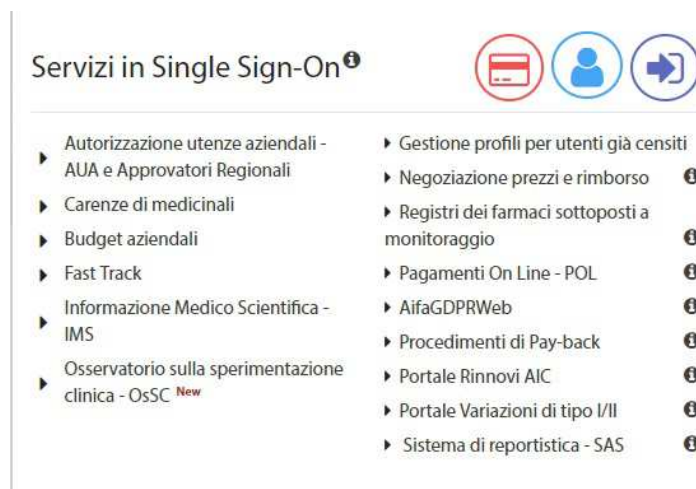 Servizi in Single Sign-On
Autorizzazione utenze aziendali -
AUA e Approvatori Regionali
Carenze di medicinali
Budget aziendali
Fast Track
Informazione Medico Scientifica -
IMS
Osservatorio sulla sperimentazione
clinica - OsSC New
Gestione profili per utenti già censiti
Negoziazione prezzi e rimborso
Registri dei farmaci sottoposti a
monitoraggio
Pagamenti On Line - POL
AifaGDPRWeb
Procedimenti di Pay-back
Portale Rinnovi AIC
Portale Variazioni di tipo I/II
Sistema di reportistica - SAS